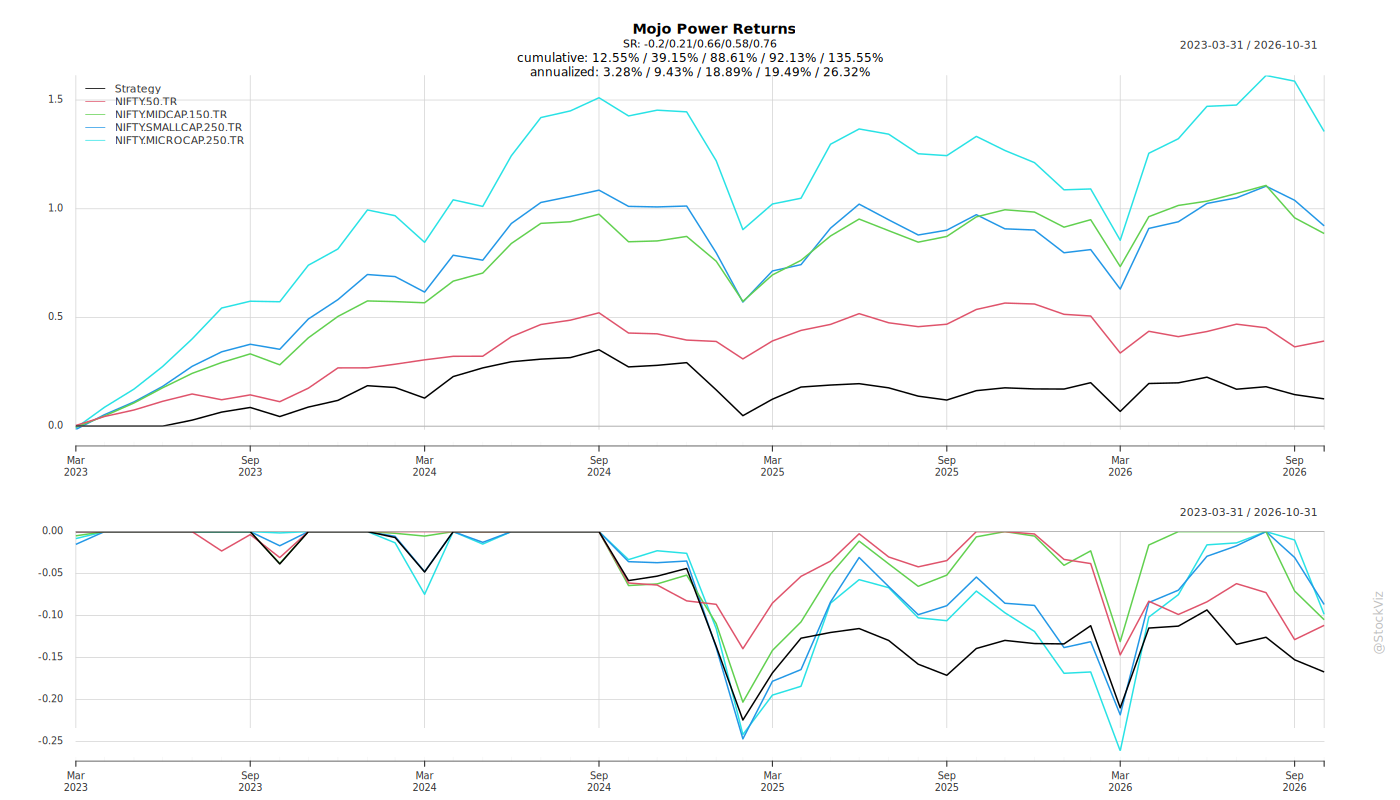 Mojo Power Returns
SR: -0.2/0.21/0.66/0.58/0.76
cumulative: 12.55% / 39.15% / 88.61% / 92.13% / 135.55%
annualized: 3.28% / 9.43% / 18.89% / 19.49% / 26.32%
2023-03-31 / 2026-10-31
Strategy
NIFTY.50.TR
NIFTY.MIDCAP.150.TR
NIFTY.SMALLCAP.250.TR
NIFTY.MICROCAP.250.TR
1.5
1.0
0.5
0.0
Mar Sep Mar Sep Mar Sep Mar Sep
2023 2023 2024 2024 2025 2025 2026 2026
2023-03-31 / 2026-10-31
0.00
-0.05
-0.10
-0.15
-0.20
-0.25
Mar Sep Mar Sep Mar Sep Mar Sep
2023 2023 2024 2024 2025 2025 2026 2026
@StockViz